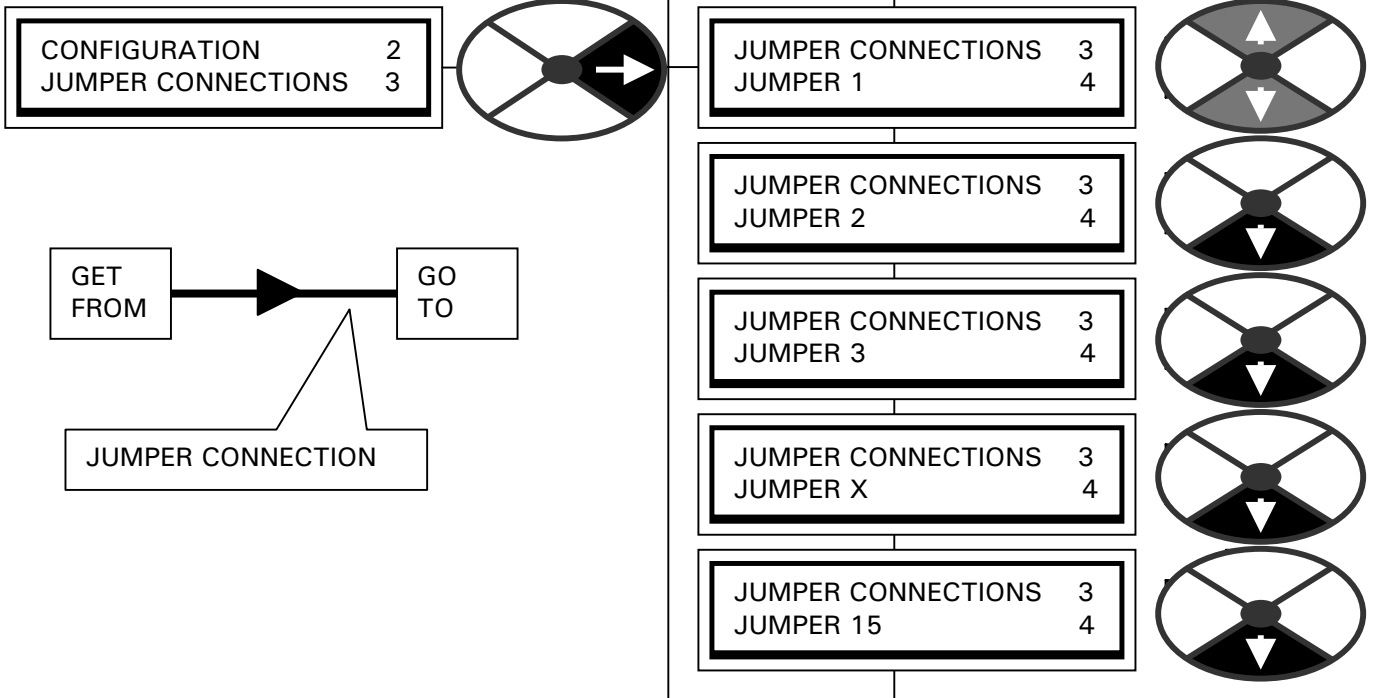 CONFIGURATION 2
JUMPER CONNECTIONS 3
JUMPER CONNECTIONS 3
JUMPER 1 4
JUMPER CONNECTIONS 3
JUMPER 2 4
GET
FROM
GO
TO
JUMPER CONNECTIONS 3
JUMPER 3 4
JUMPER CONNECTION
JUMPER CONNECTIONS 3
JUMPER X 4
JUMPER CONNECTIONS 3
JUMPER 15 4